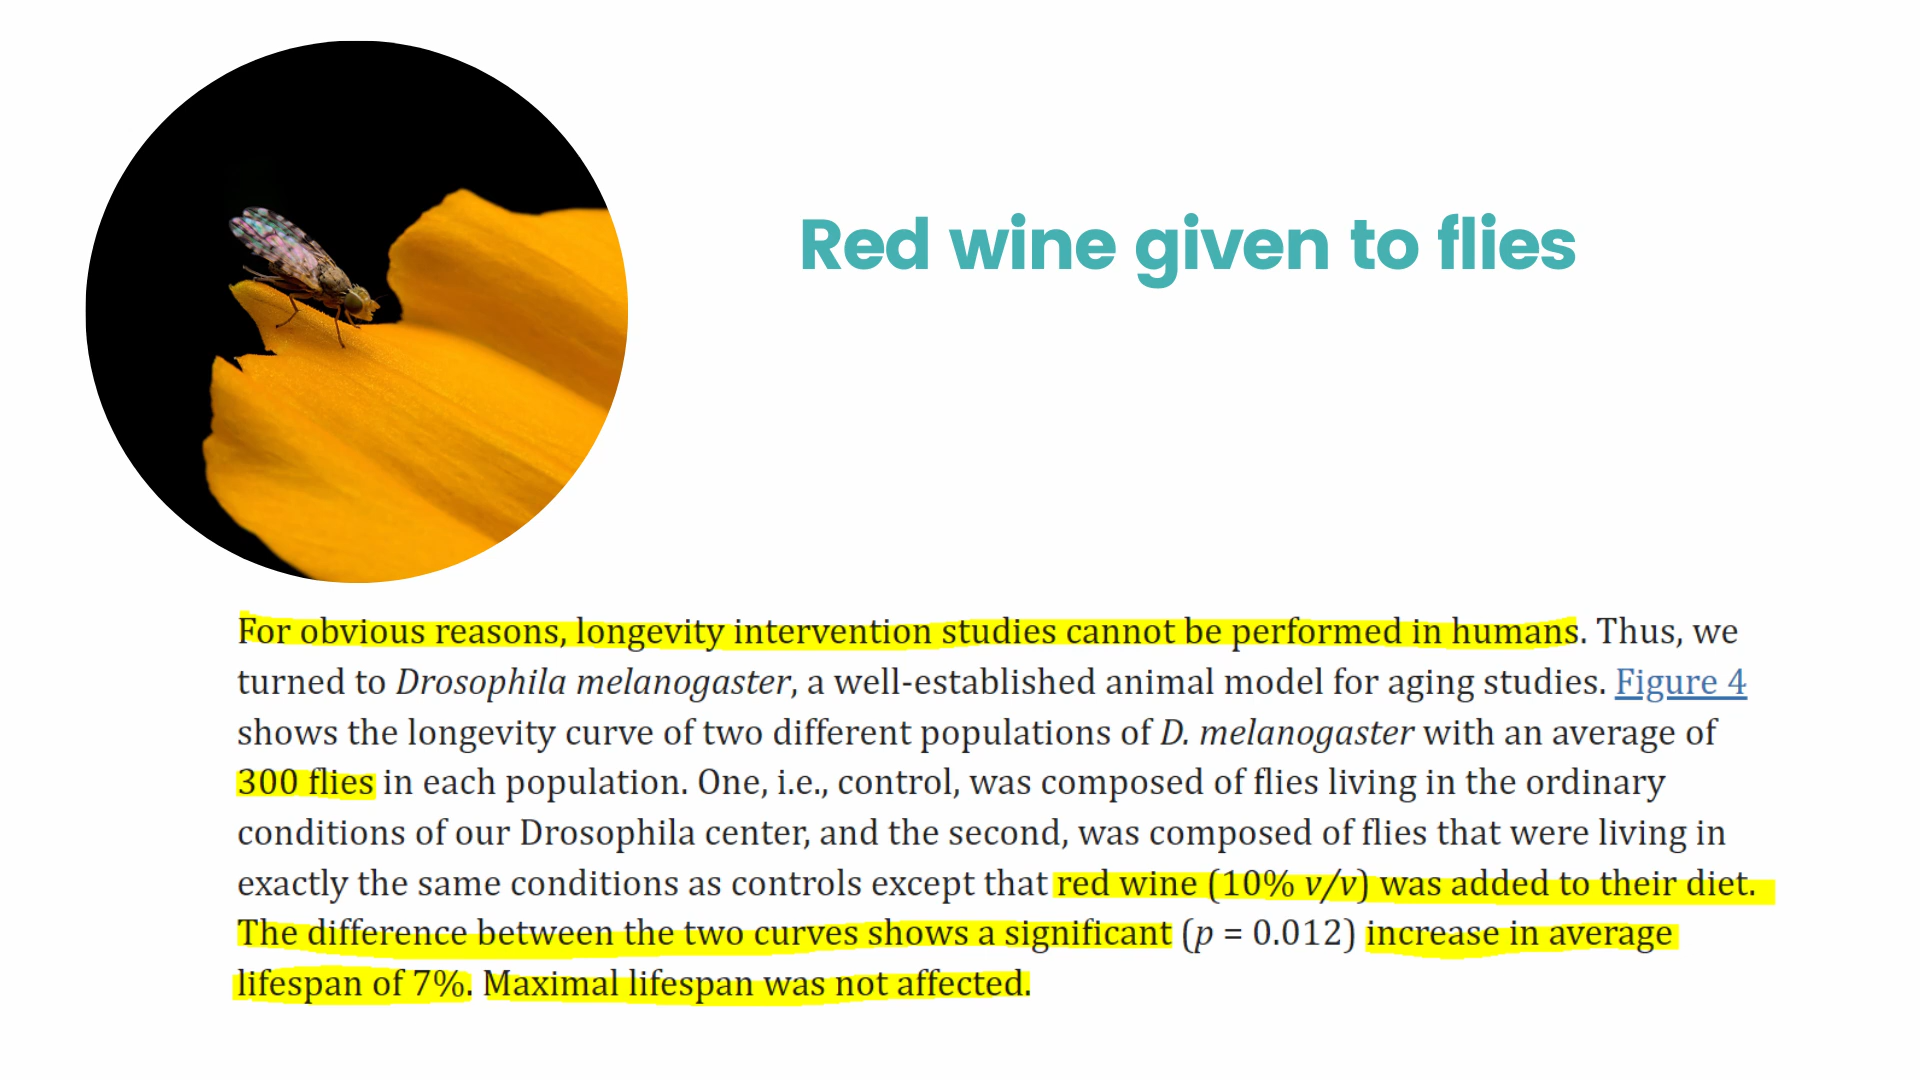 Red wine given to flies
For obvious reasons, longevity intervention studies cannot be performed in humans. Thus, we
turned to Drosophila melanogaster, a well-established animal model for aging studies. Figure 4
shows the longevity curve of two different populations of D. melanogaster with an average of
300 flies in each population. One, i.e., control, was composed of flies living in the ordinary
conditions of our Drosophila center, and the second, was composed of flies that were living in
exactly the same conditions as controls except that red wine (10% v/v) was added to their diet.
The difference between the two curves shows a significant (p = 0.012) increase in average
lifespan of 7%. Maximal lifespan was not affected.